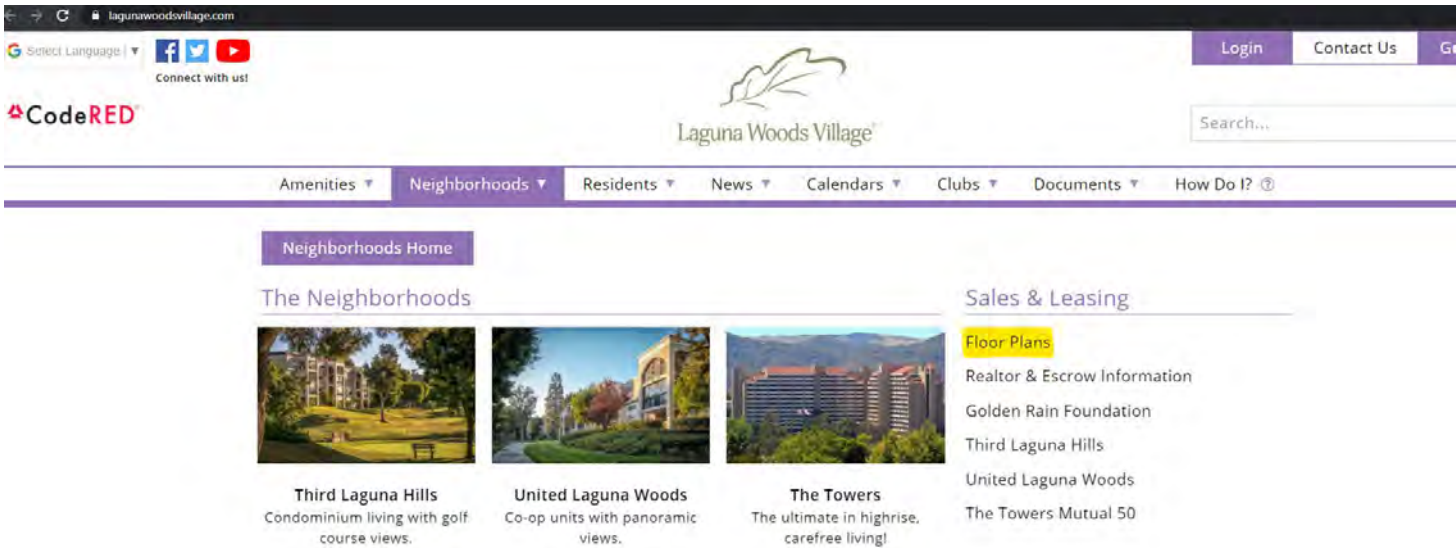 lagunawoodsvillage.com
Select Language ▼
Connect with us!
CodeRED
Laguna Woods Village®
Login
Contact Us
Search...
Amenities ▼ Neighborhoods ▼ Residents ▼ News ▼ Calendars ▼ Clubs ▼ Documents ▼ How Do I?
Neighborhoods Home
The Neighborhoods
Third Laguna Hills
Condominium living with golf
course views.
United Laguna Woods
Co-op units with panoramic
views.
The Towers
The ultimate in highrise,
carefree living!
Sales & Leasing
Floor Plans
Realtor & Escrow Information
Golden Rain Foundation
Third Laguna Hills
United Laguna Woods
The Towers Mutual 50